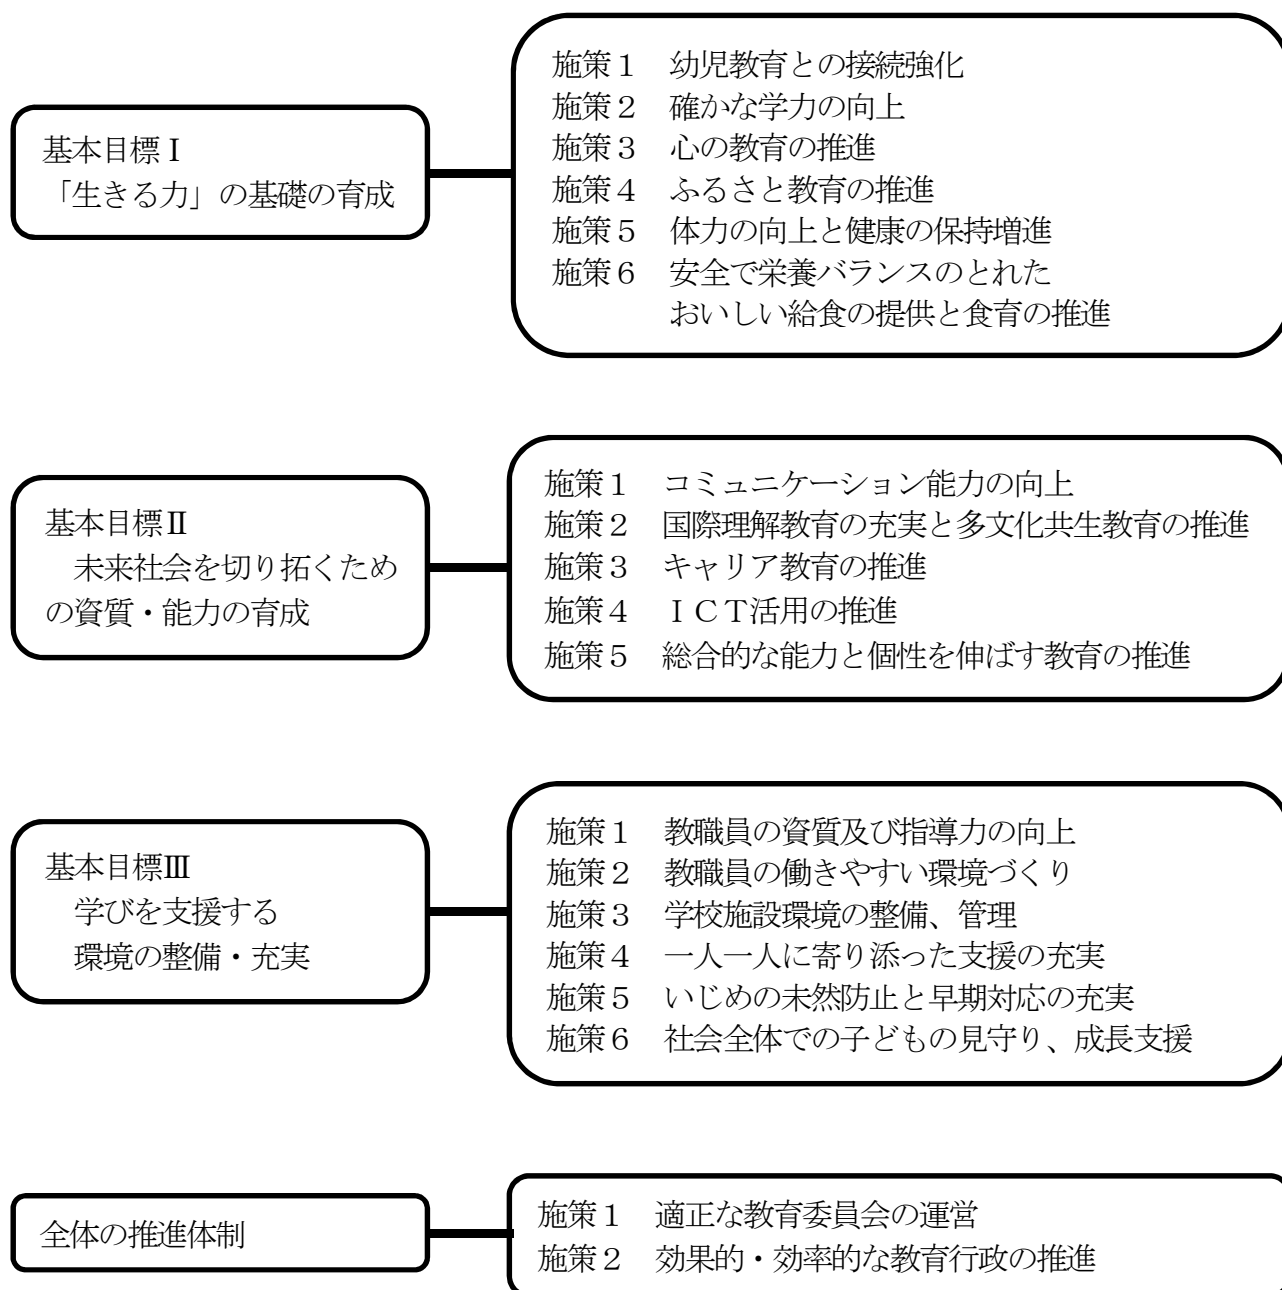 基本目標Ⅰ
「生きる力」の基礎の育成
施策１　幼児教育との接続強化
施策２　確かな学力の向上
施策３　心の教育の推進
施策４　ふるさと教育の推進
施策５　体力の向上と健康の保持増進
施策６　安全で栄養バランスのとれた
おいしい給食の提供と食育の推進
基本目標Ⅱ
未来社会を切り拓くため
の資質・能力の育成
施策１　コミュニケーション能力の向上
施策２　国際理解教育の充実と多文化共生教育の推進
施策３　キャリア教育の推進
施策４　ＩＣＴ活用の推進
施策５　総合的な能力と個性を伸ばす教育の推進
基本目標Ⅲ
学びを支援する
環境の整備・充実
施策１　教職員の資質及び指導力の向上
施策２　教職員の働きやすい環境づくり
施策３　学校施設環境の整備、管理
施策４　一人一人に寄り添った支援の充実
施策５　いじめの未然防止と早期対応の充実
施策６　社会全体での子どもの見守り、成長支援
全体の推進体制
施策１　適正な教育委員会の運営
施策２　効果的・効率的な教育行政の推進